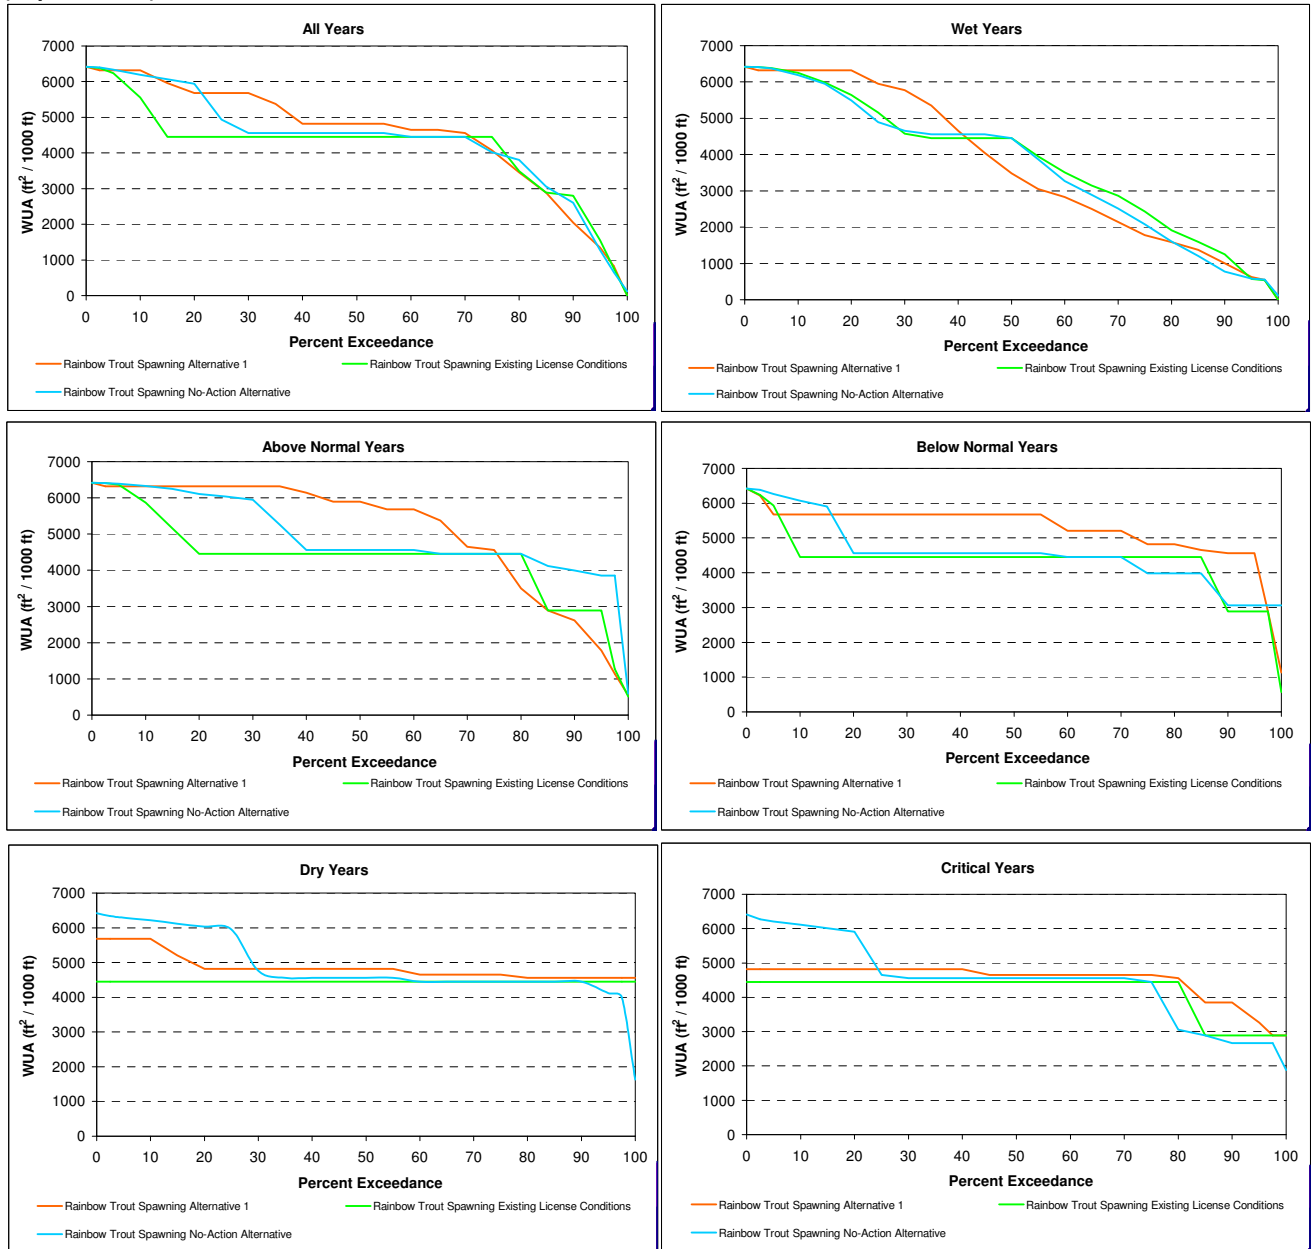 All Years
7000
6000
5000
4000
3000
2000
1000
0
WUA (ft² / 1000 ft)
0 10 20 30 40 50 60 70 80 90 100
Percent Exceedance
Rainbow Trout Spawning Alternative 1
Rainbow Trout Spawning Existing License Conditions
Rainbow Trout Spawning No-Action Alternative
Wet Years
7000
6000
5000
4000
3000
2000
1000
0
WUA (ft² / 1000 ft)
0 10 20 30 40 50 60 70 80 90 100
Percent Exceedance
Rainbow Trout Spawning Alternative 1
Rainbow Trout Spawning Existing License Conditions
Rainbow Trout Spawning No-Action Alternative
Above Normal Years
7000
6000
5000
4000
3000
2000
1000
0
WUA (ft² / 1000 ft)
0 10 20 30 40 50 60 70 80 90 100
Percent Exceedance
Rainbow Trout Spawning Alternative 1
Rainbow Trout Spawning Existing License Conditions
Rainbow Trout Spawning No-Action Alternative
Below Normal Years
7000
6000
5000
4000
3000
2000
1000
0
WUA (ft² / 1000 ft)
0 10 20 30 40 50 60 70 80 90 100
Percent Exceedance
Rainbow Trout Spawning Alternative 1
Rainbow Trout Spawning Existing License Conditions
Rainbow Trout Spawning No-Action Alternative
Dry Years
7000
6000
5000
4000
3000
2000
1000
0
WUA (ft² / 1000 ft)
0 10 20 30 40 50 60 70 80 90 100
Percent Exceedance
Rainbow Trout Spawning Alternative 1
Rainbow Trout Spawning Existing License Conditions
Rainbow Trout Spawning No-Action Alternative
Critical Years
7000
6000
5000
4000
3000
2000
1000
0
WUA (ft² / 1000 ft)
0 10 20 30 40 50 60 70 80 90 100
Percent Exceedance
Rainbow Trout Spawning Alternative 1
Rainbow Trout Spawning Existing License Conditions
Rainbow Trout Spawning No-Action Alternative